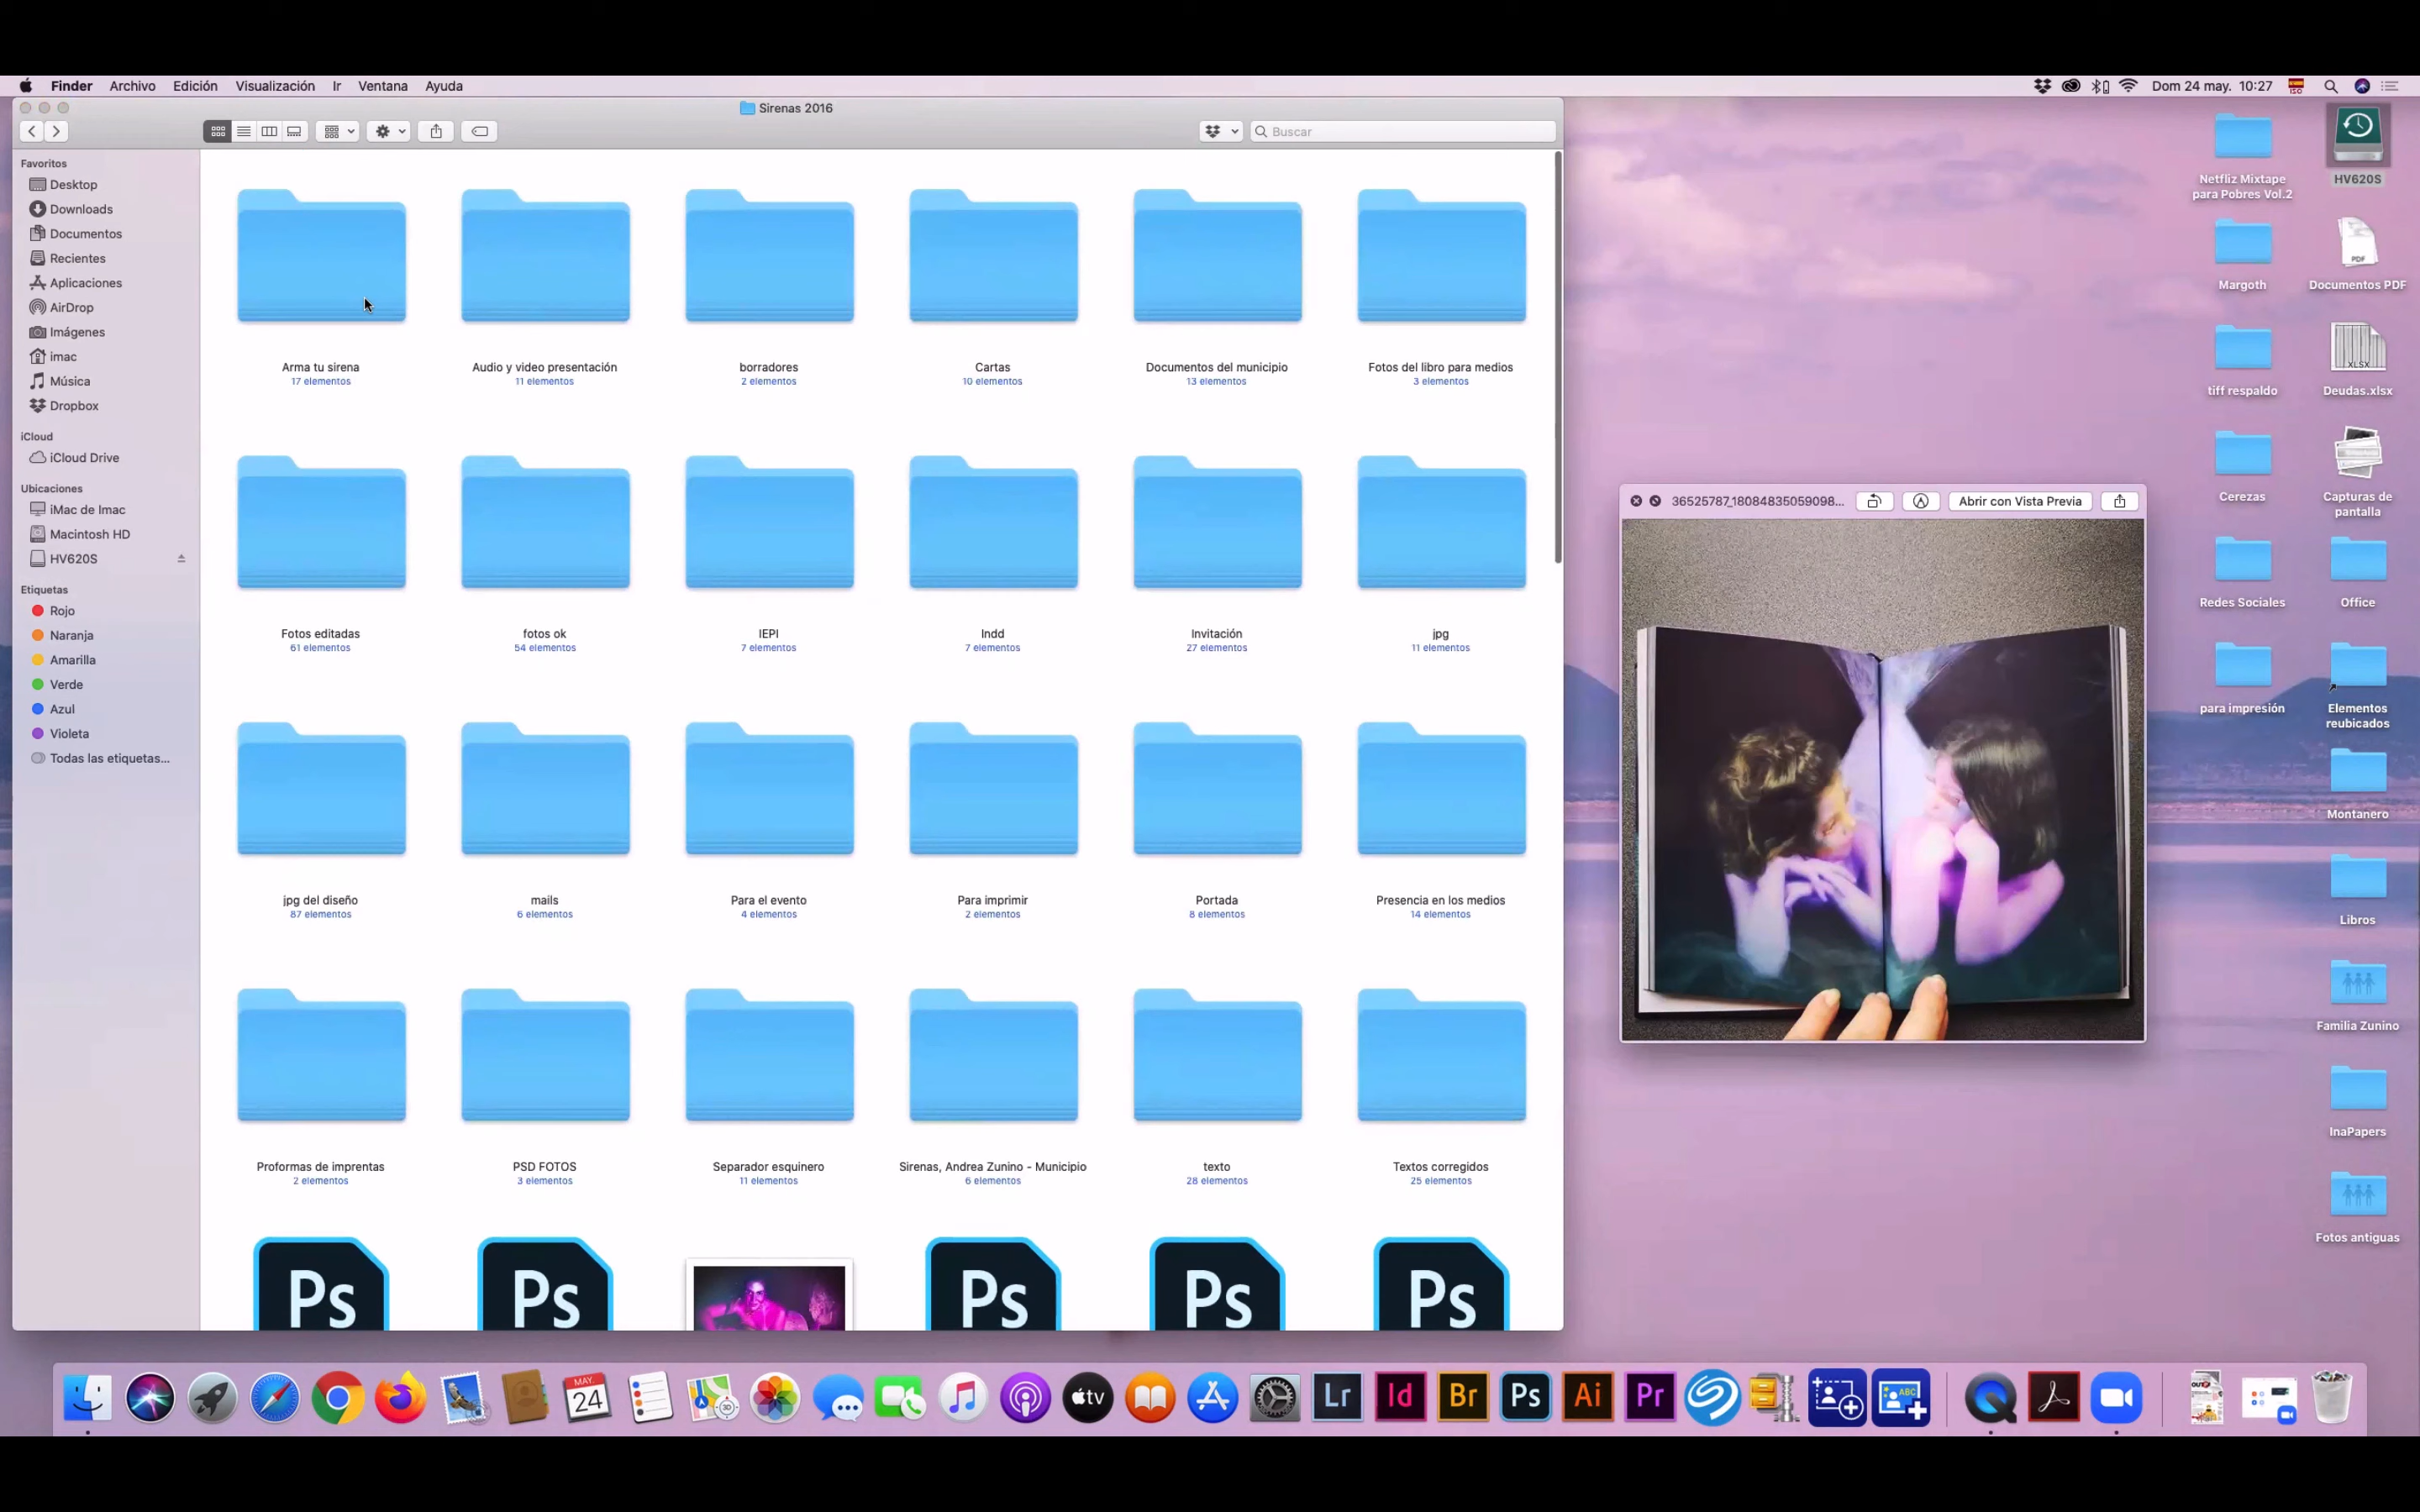 Finder Archivo Edición Visualización Ir Ventana Ayuda
Dom 24 may. 10:27
ISO
Sirenas 2016
Buscar
Favoritos
Desktop
Downloads
Documentos
Recientes
Aplicaciones
AirDrop
Imágenes
imac
Música
Dropbox
iCloud
iCloud Drive
Ubicaciones
iMac de Imac
Macintosh HD
HV620S
Etiquetas
Rojo
Naranja
Amarilla
Verde
Azul
Violeta
Todas las etiquetas...
Arma tu sirena
17 elementos
Audio y video presentación
11 elementos
borradores
2 elementos
Cartas
10 elementos
Documentos del municipio
13 elementos
Fotos del libro para medios
3 elementos
Fotos editadas
61 elementos
fotos ok
54 elementos
IEPI
7 elementos
Indd
7 elementos
Invitación
27 elementos
jpg
11 elementos
jpg del diseño
87 elementos
mails
6 elementos
Para el evento
4 elementos
Para imprimir
2 elementos
Portada
8 elementos
Presencia en los medios
14 elementos
Proformas de imprentas
2 elementos
PSD FOTOS
3 elementos
Separador esquinero
11 elementos
Sirenas, Andrea Zunino - Municipio
6 elementos
texto
28 elementos
Textos corregidos
25 elementos
Ps
Ps
Ps
Ps
Ps
36525787_18084835059098...
Abrir con Vista Previa
Netfliz Mixtape
para Pobres Vol.2
HV620S
Margoth
PDF
Documentos PDF
tiff respaldo
XLSX
Deudas.xlsx
Cerezas
Capturas de
pantalla
Redes Sociales
Office
para impresión
Elementos
reubicados
Montanero
Libros
Familia Zunino
InaPapers
Fotos antiguas
MAY.
24
3D
tv
Lr
Id
Br
Ps
Ai
Pr
ABC